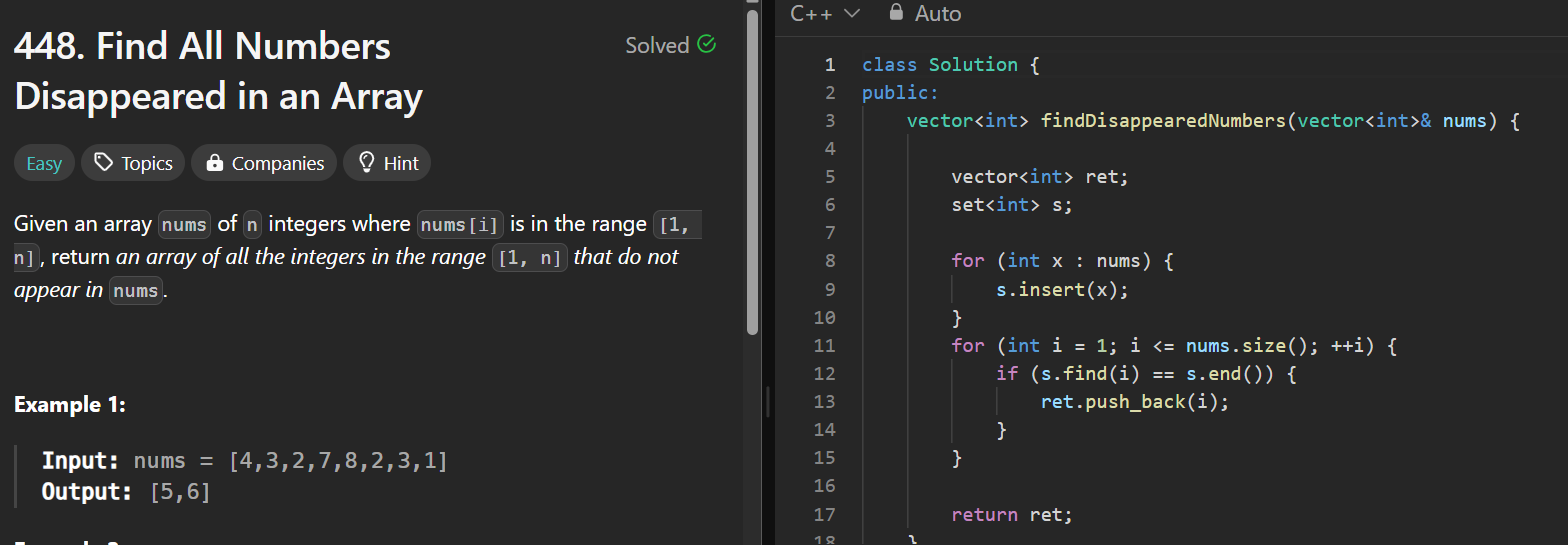 448. Find All Numbers
Disappeared in an Array
Solved
Easy
Topics
Companies
Hint
Given an array nums of n integers where nums[i] is in the range [1,
n], return an array of all the integers in the range [1, n] that do not
appear in nums.
Example 1:
Input: nums = [4,3,2,7,8,2,3,1]
Output: [5,6]
C++
Auto
1 class Solution {
2 public:
3     vector<int> findDisappearedNumbers(vector<int>& nums) {
4
5         vector<int> ret;
6         set<int> s;
7
8         for (int x : nums) {
9             s.insert(x);
10         }
11         for (int i = 1; i <= nums.size(); ++i) {
12             if (s.find(i) == s.end()) {
13                 ret.push_back(i);
14             }
15         }
16
17         return ret;
18     }